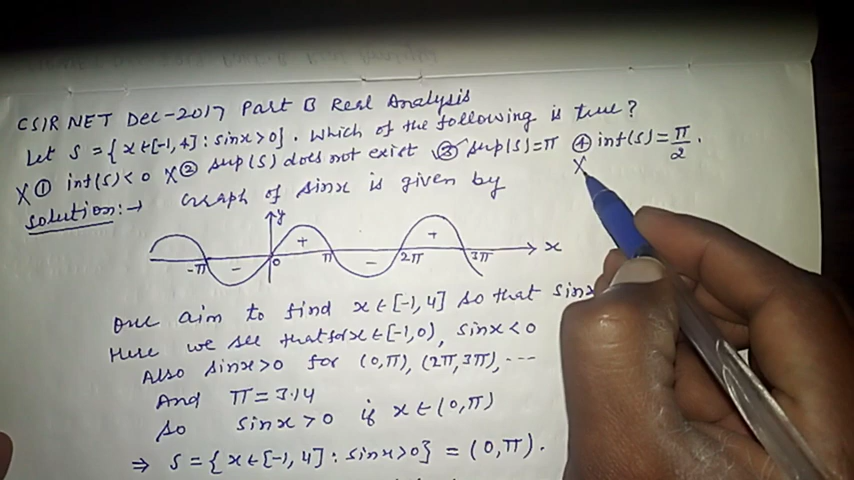 CSIR NET Dec-2017 Part B Real Analysis
Let S = {x∈[-1,4] : sinx>0}. Which of the following is true?
X ① inf(S)<0 X ② sup(S) does not exist ③ sup(S)=π ④ inf(S)=π/2.
X
Solution:→ Graph of sinx is given by
y
+ +
-π - 0 π - 2π 3π x
Our aim to find x∈[-1,4] so that sinx
Here we see that for x∈[-1,0), sinx<0
Also sinx>0 for (0,π), (2π,3π), ---
And π=3.14
So sinx>0 if x∈(0,π)
⇒ S={x∈[-1,4] : sinx>0} = (0,π).